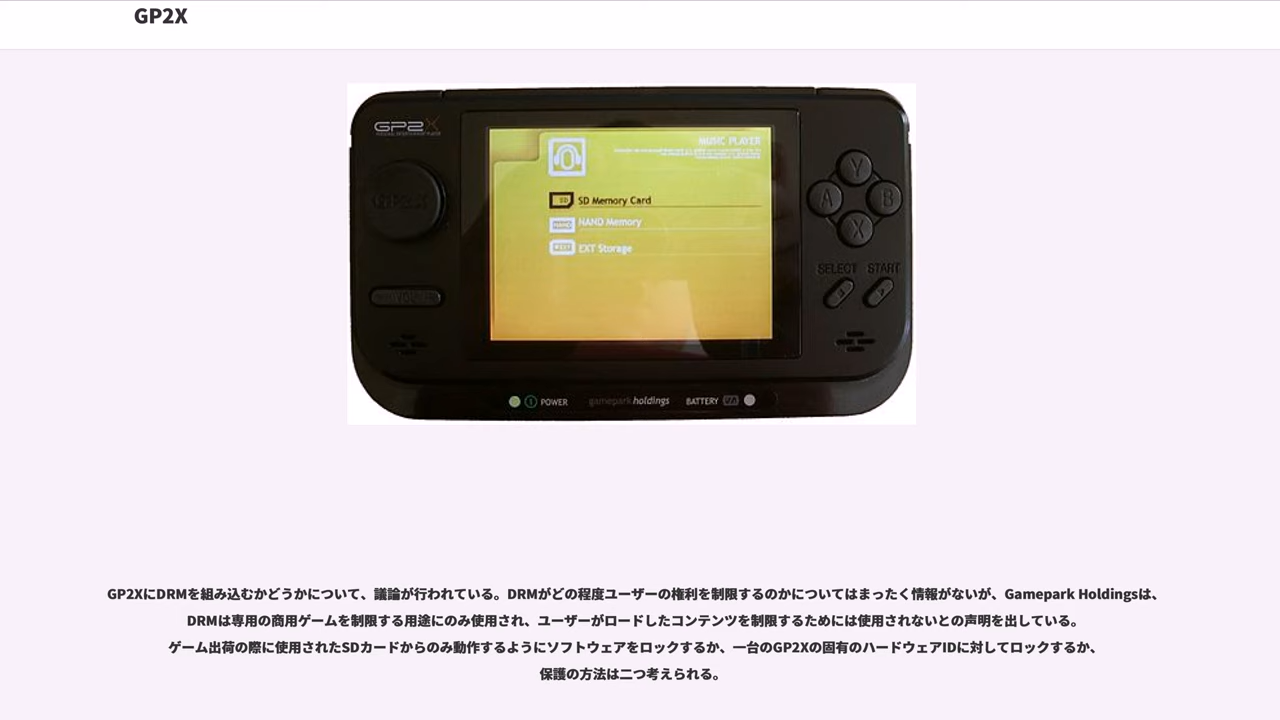 GP2X
GP2X
MUSIC PLAYER
SD Memory Card
NAND Memory
EXT Storage
GP2X
Y
A
B
X
SELECT
START
POWER
gamepark holdings
BATTERY
GP2XにDRMを組み込むかどうかについて、議論が行われている。DRMがどの程度ユーザーの権利を制限するのかについてはまったく情報がないが、Gamepark Holdingsは、
DRMは専用の商用ゲームを制限する用途にのみ使用され、ユーザーがロードしたコンテンツを制限するためには使用されないとの声明を出している。
ゲーム出荷の際に使用されたSDカードからのみ動作するようにソフトウェアをロックするか、一台のGP2Xの固有のハードウェアIDに対してロックするか、
保護の方法は二つ考えられる。